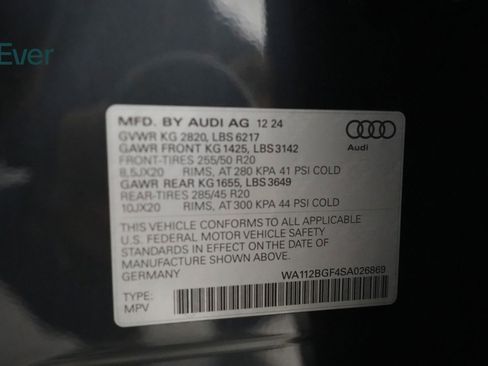 Ever
MFD. BY AUDI AG 12 24
GVWR KG 2820, LBS 6217
GAWR FRONT KG 1425, LBS 3142
FRONT-TIRES 255/50 R20
8,5JX20 RIMS, AT 280 KPA 41 PSI COLD
GAWR REAR KG 1655, LBS 3649
REAR-TIRES 285/45 R20
10JX20 RIMS, AT 300 KPA 44 PSI COLD
THIS VEHICLE CONFORMS TO ALL APPLICABLE
U.S. FEDERAL MOTOR VEHICLE SAFETY
STANDARDS IN EFFECT ON THE DATE OF
MANUFACTURE SHOWN ABOVE.
GERMANY
WA112BGF4SA026869
TYPE:
MPV
Audi